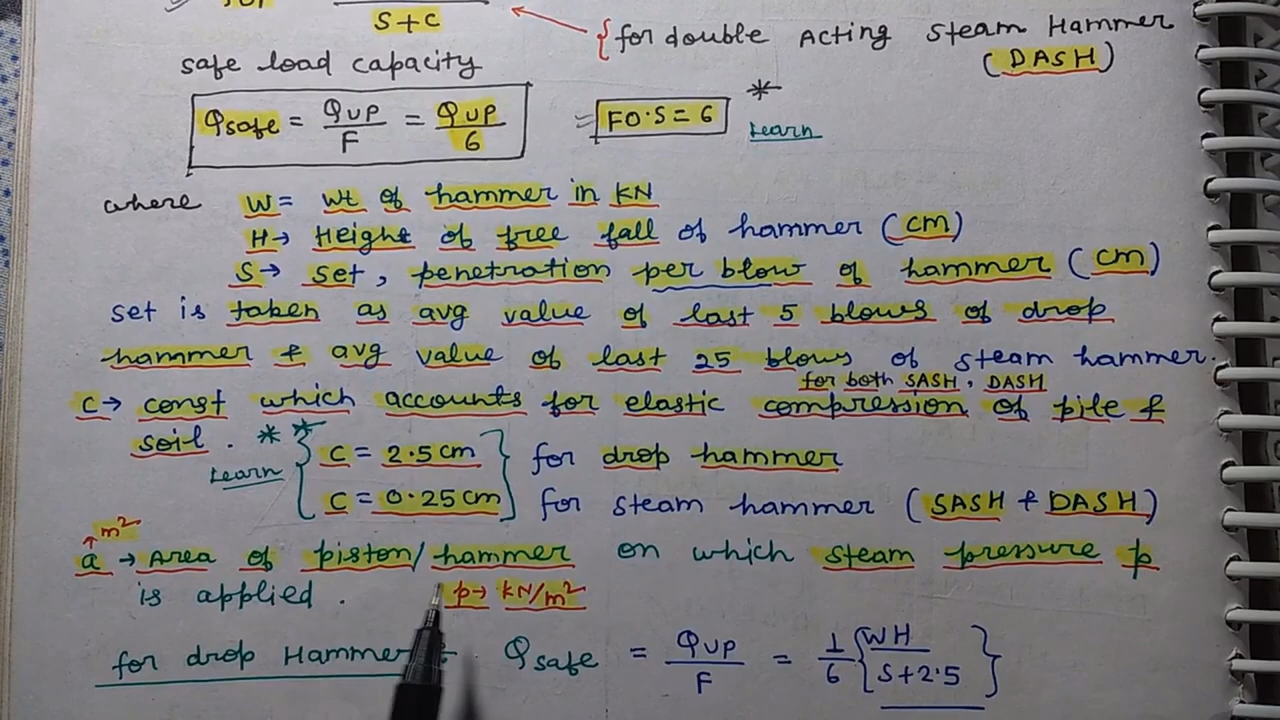 S+C
{for double Acting Steam Hammer
(DASH)
safe load capacity
Qsafe = QUP/F = QUP/6 = FO.S = 6 *
Learn
where W = wt of hammer in KN
H→ Height of free fall of hammer (cm)
S→ set, penetration per blow of hammer (cm)
set is taken as avg value of last 5 blows of drop
hammer & avg value of last 25 blows of steam hammer.
for both SASH, DASH
C→ const which accounts for elastic compression of pile &
soil. **
Learn
{C = 2.5 cm} for drop hammer
{C = 0.25 cm} for steam hammer (SASH & DASH)
m²
a → Area of piston/hammer on which steam pressure p
is applied. p→ KN/m²
for drop Hammer Qsafe = QUP/F = 1/6 {WH/S+2.5}